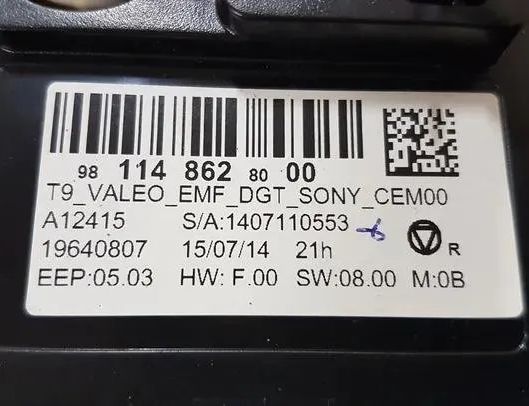 98 114 862 80 00
T9_VALEO_EMF_DGT_SONY_CEM00
A12415 S/A:1407110553
19640807 15/07/14 21h R
EEP:05.03 HW: F.00 SW:08.00 M:0B